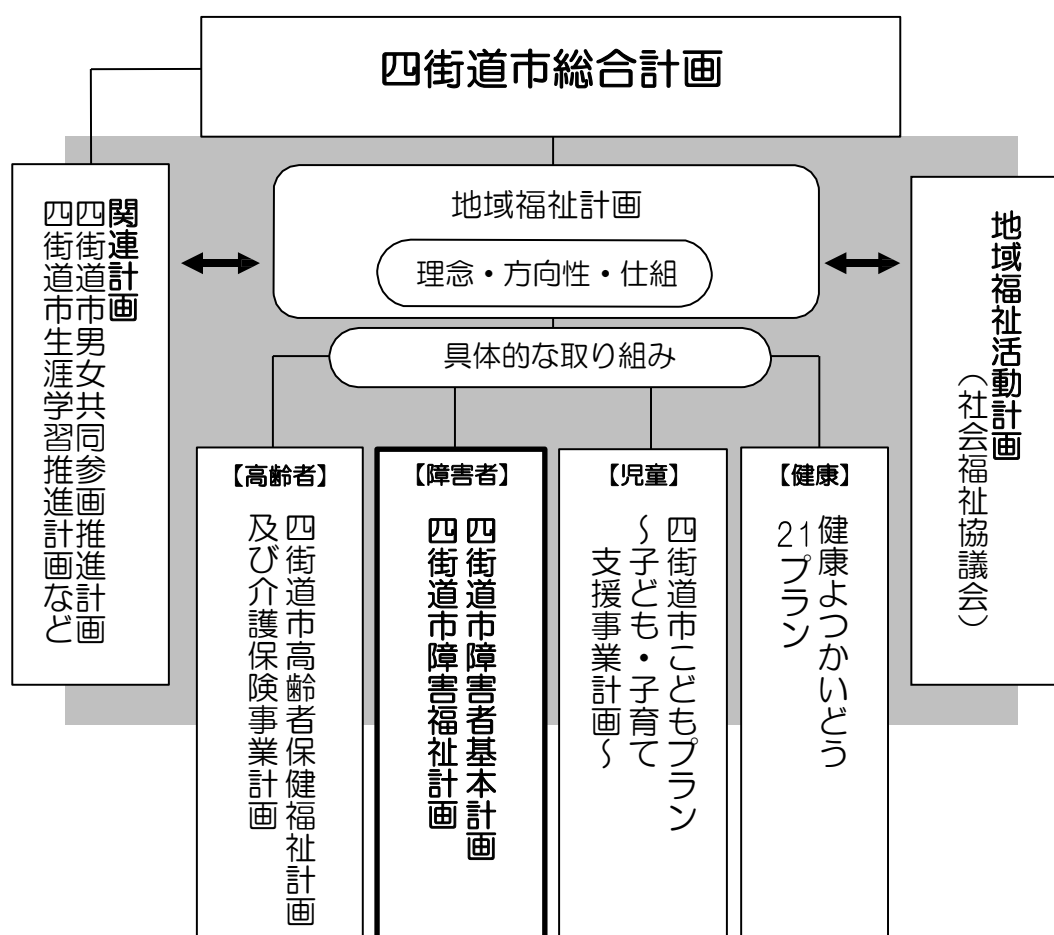 四街道市総合計画
地域福祉計画
理念・方向性・仕組
具体的な取り組み
関連計画
四街道市男女共同参画推進計画
四街道市生涯学習推進計画など
地域福祉活動計画
（社会福祉協議会）
【高齢者】
四街道市高齢者保健福祉計画
及び介護保険事業計画
【障害者】
四街道市障害者基本計画
四街道市障害福祉計画
【児童】
四街道市こどもプラン
～子ども・子育て
支援事業計画～
【健康】
健康よつかいどう
21プラン